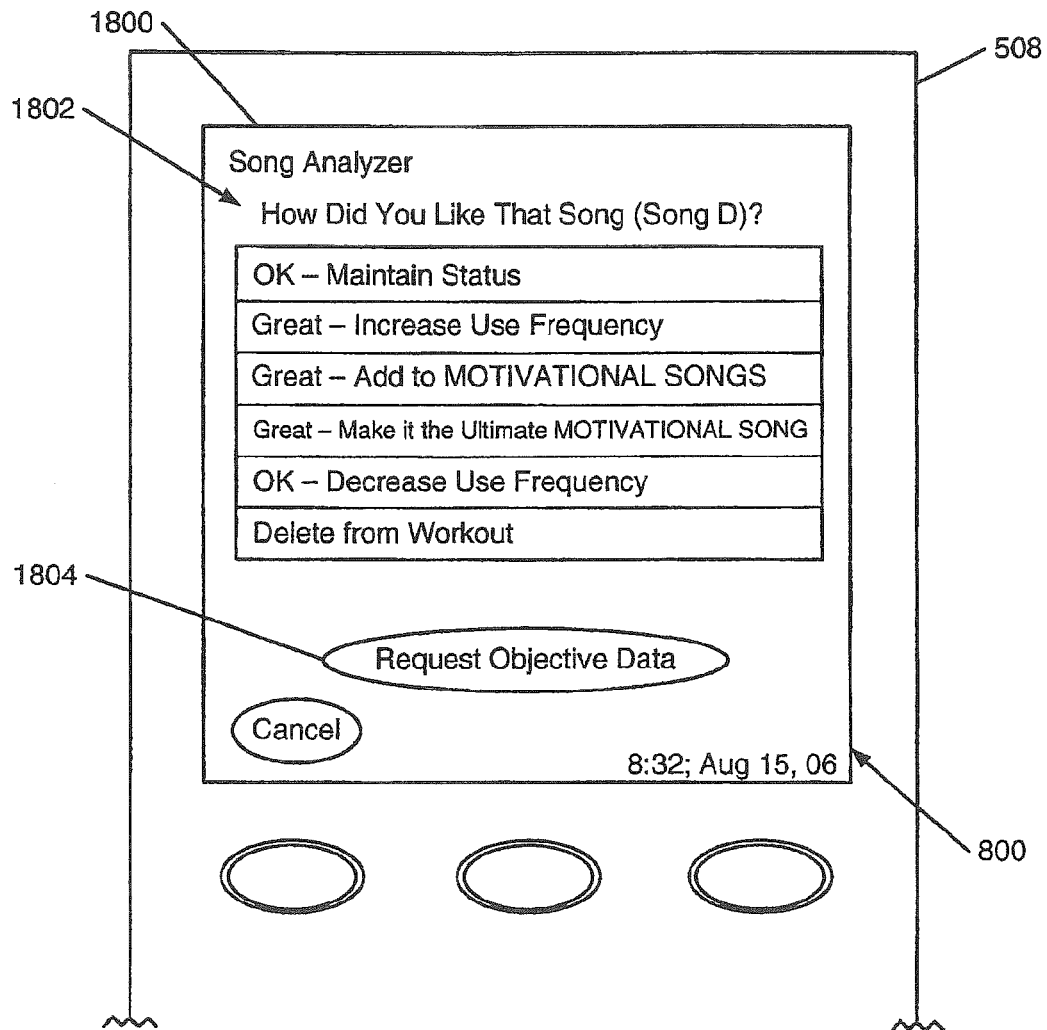 1800
508
1802
Song Analyzer
How Did You Like That Song (Song D)?
OK – Maintain Status
Great – Increase Use Frequency
Great – Add to MOTIVATIONAL SONGS
Great – Make it the Ultimate MOTIVATIONAL SONG
OK – Decrease Use Frequency
Delete from Workout
1804
Request Objective Data
Cancel
8:32; Aug 15, 06
800